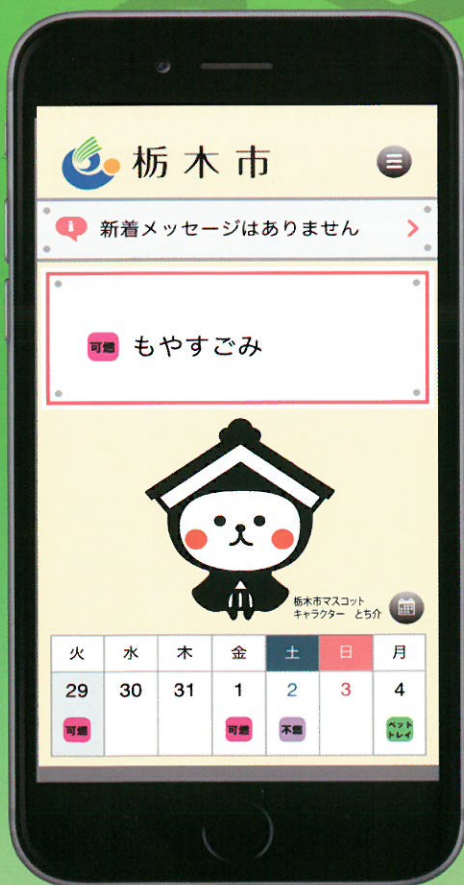 栃木市
新着メッセージはありません
可燃 もやすごみ
栃木市マスコット
キャラクター とち介
火 水 木 金 土 日 月
29 30 31 1 2 3 4
可燃 可燃 不燃 ペット
トレイ